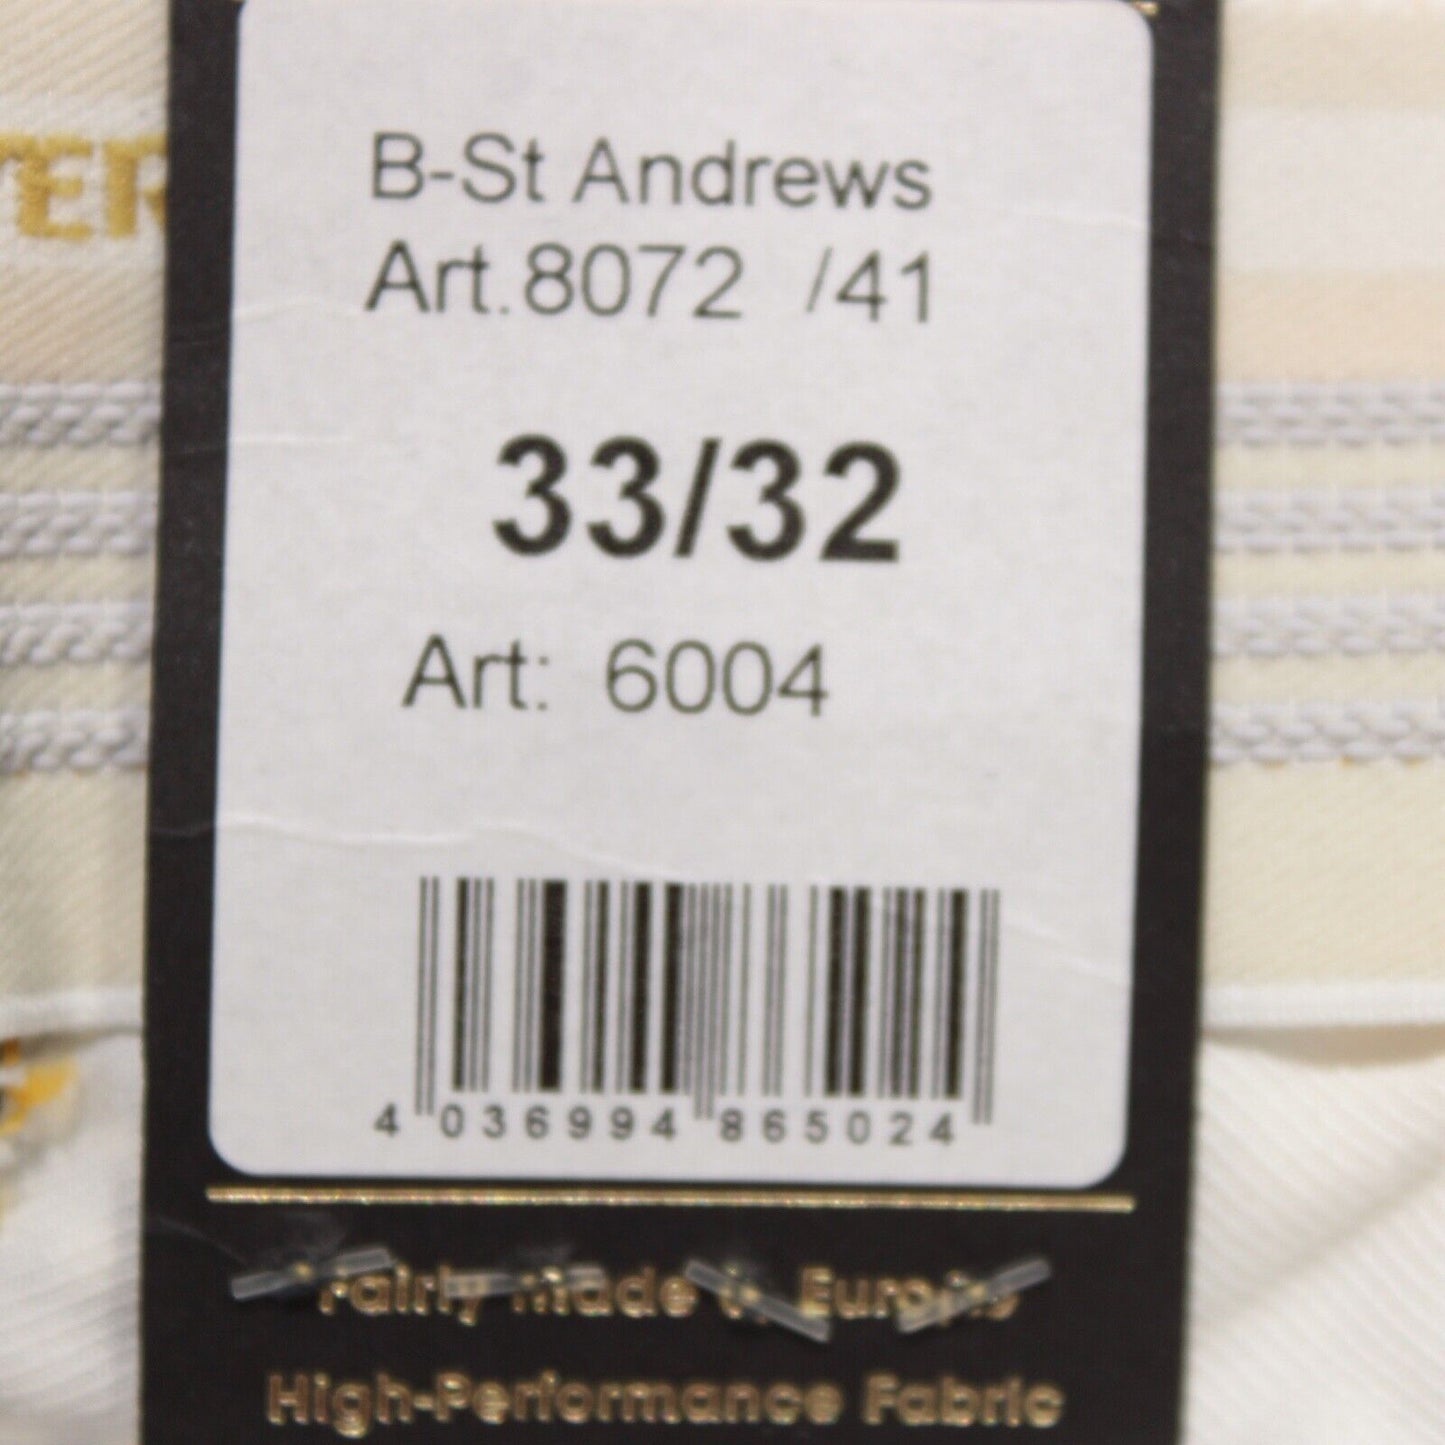 B-St Andrews
Art.8072 /41
33/32
Art: 6004
4 036994 865024
Fairly made in Europe
High-Performance Fabric